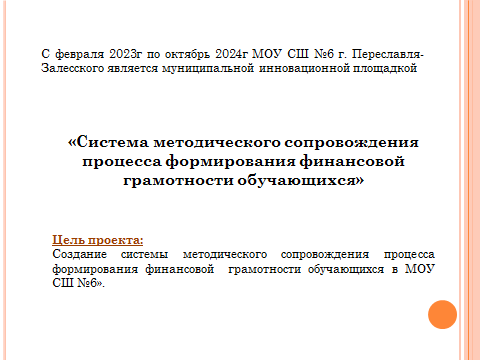 С февраля 2023г по октябрь 2024г МОУ СШ №6 г. Переславля-
Залесского является муниципальной инновационной площадкой
«Система методического сопровождения
процесса формирования финансовой
грамотности обучающихся»
Цель проекта:
Создание системы методического сопровождения процесса
формирования финансовой грамотности обучающихся в МОУ
СШ №6».